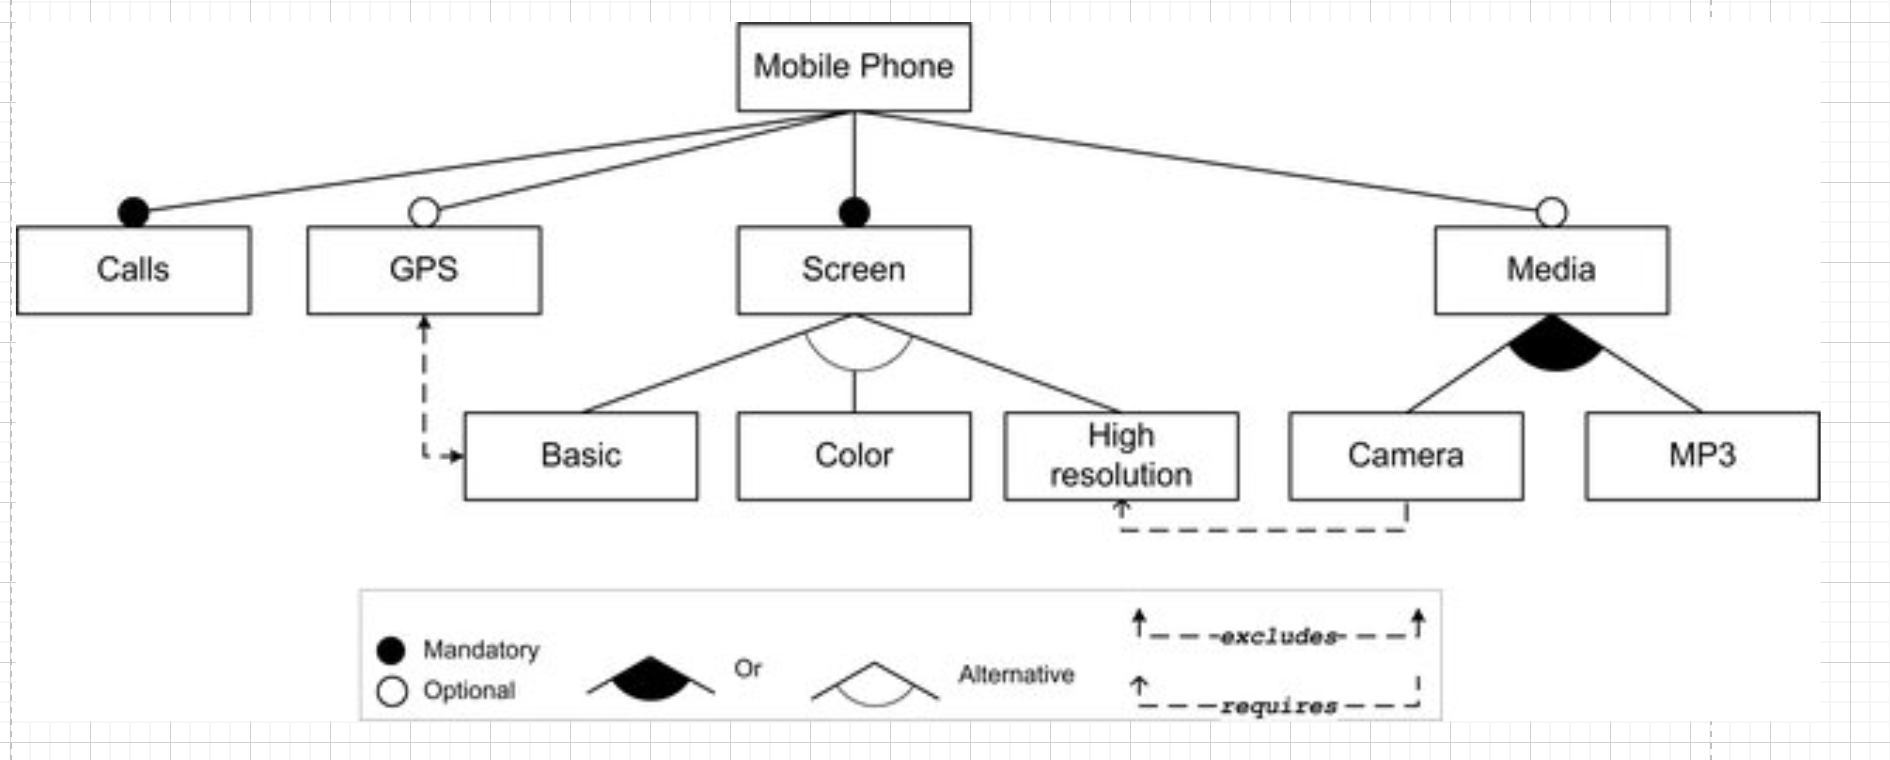 Mobile Phone
Calls
GPS
Screen
Media
Basic
Color
High
resolution
Camera
MP3
Mandatory
Optional
Or
Alternative
excludes
requires